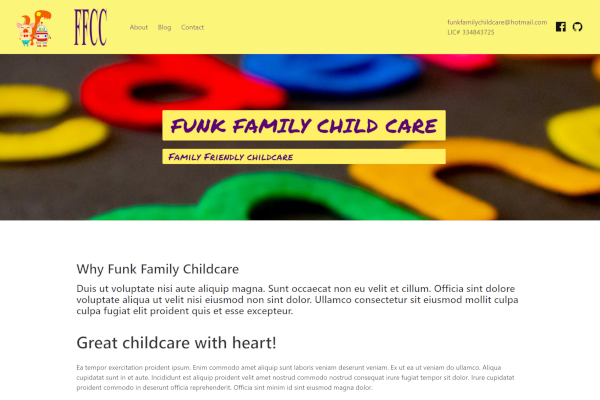 FFCC
About Blog Contact
funkfamilychildcare@hotmail.com
LIC# 334843725
FUNK FAMILY CHILD CARE
Family Friendly childcare
Why Funk Family Childcare
Duis ut voluptate nisi aute aliquip magna. Sunt occaecat non eu velit et cillum. Officia sint dolore
voluptate aliqua ut velit nisi eiusmod non sint dolor. Ullamco consectetur sit eiusmod mollit culpa
culpa fugiat elit proident quis et esse excepteur.
Great childcare with heart!
Ea tempor exercitation proident ipsum. Enim commodo amet aliquip sunt laboris veniam deserunt veniam. Ex ut ea ut veniam do ullamco. Aliqua
cupidatat sunt in et aute. Incididunt est aliquip proident velit amet nostrud commodo nostrud consequat irure fugiat tempor sit dolor. Irure cupidatat
proident commodo in deserunt officia reprehenderit. Officia sint minim id sint eiusmod magna dolor.